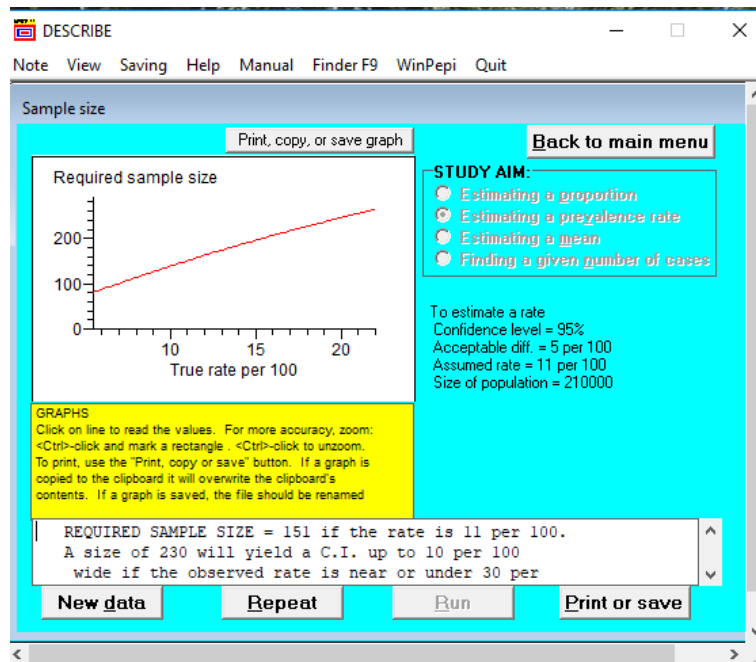 DESCRIBE
Note View Saving Help Manual Finder F9 WinPepi Quit
Sample size
Print, copy, or save graph
Back to main menu
Required sample size
200
100
0
10 15 20
True rate per 100
STUDY AIM:
Estimating a proportion
Estimating a prevalence rate
Estimating a mean
Finding a given number of cases
To estimate a rate
Confidence level = 95%
Acceptable diff. = 5 per 100
Assumed rate = 11 per 100
Size of population = 210000
GRAPHS
Click on line to read the values. For more accuracy, zoom:
<Ctrl>-click and mark a rectangle . <Ctrl>-click to unzoom.
To print, use the "Print, copy or save" button. If a graph is
copied to the clipboard it will overwrite the clipboard's
contents. If a graph is saved, the file should be renamed
REQUIRED SAMPLE SIZE = 151 if the rate is 11 per 100.
A size of 230 will yield a C.I. up to 10 per 100
wide if the observed rate is near or under 30 per
New data Repeat Run Print or save